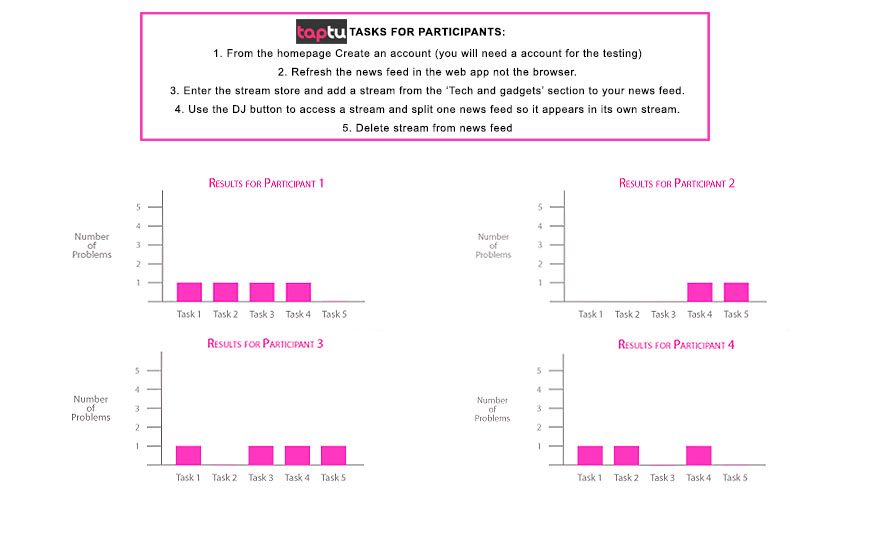 taptu TASKS FOR PARTICIPANTS:
1. From the homepage Create an account (you will need a account for the testing)
2. Refresh the news feed in the web app not the browser.
3. Enter the stream store and add a stream from the 'Tech and gadgets' section to your news feed.
4. Use the DJ button to access a stream and split one news feed so it appears in its own stream.
5. Delete stream from news feed
Results for Participant 1
5
4
3
2
1
Number
of
Problems
Task 1 Task 2 Task 3 Task 4 Task 5
Results for Participant 2
5
4
3
2
1
Number
of
Problems
Task 1 Task 2 Task 3 Task 4 Task 5
Results for Participant 3
5
4
3
2
1
Number
of
Problems
Task 1 Task 2 Task 3 Task 4 Task 5
Results for Participant 4
5
4
3
2
1
Number
of
Problems
Task 1 Task 2 Task 3 Task 4 Task 5